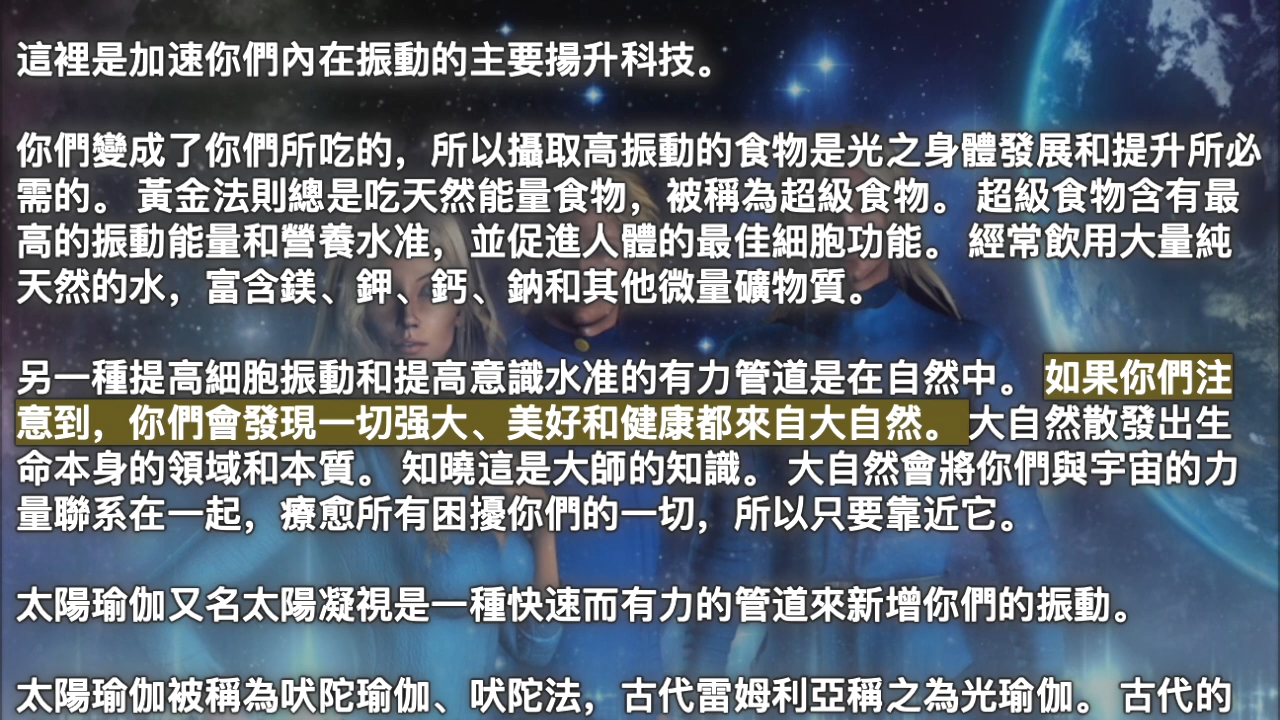 這裡是加速你們內在振動的主要揚升科技。
你們變成了你們所吃的，所以攝取高振動的食物是光之身體發展和提升所必
需的。 黃金法則總是吃天然能量食物，被稱為超級食物。 超級食物含有最
高的振動能量和營養水准，並促進人體的最佳細胞功能。 經常飲用大量純
天然的水，富含鎂、鉀、鈣、鈉和其他微量礦物質。
另一種提高細胞振動和提高意識水准的有力管道是在自然中。 如果你們注
意到，你們會發現一切强大、美好和健康都來自大自然。 大自然散發出生
命本身的領域和本質。 知曉這是大師的知識。 大自然會將你們與宇宙的力
量聯系在一起，療愈所有困擾你們的一切，所以只要靠近它。
太陽瑜伽又名太陽凝視是一種快速而有力的管道來新增你們的振動。
太陽瑜伽被稱為吠陀瑜伽、吠陀法，古代雷姆利亞稱之為光瑜伽。 古代的